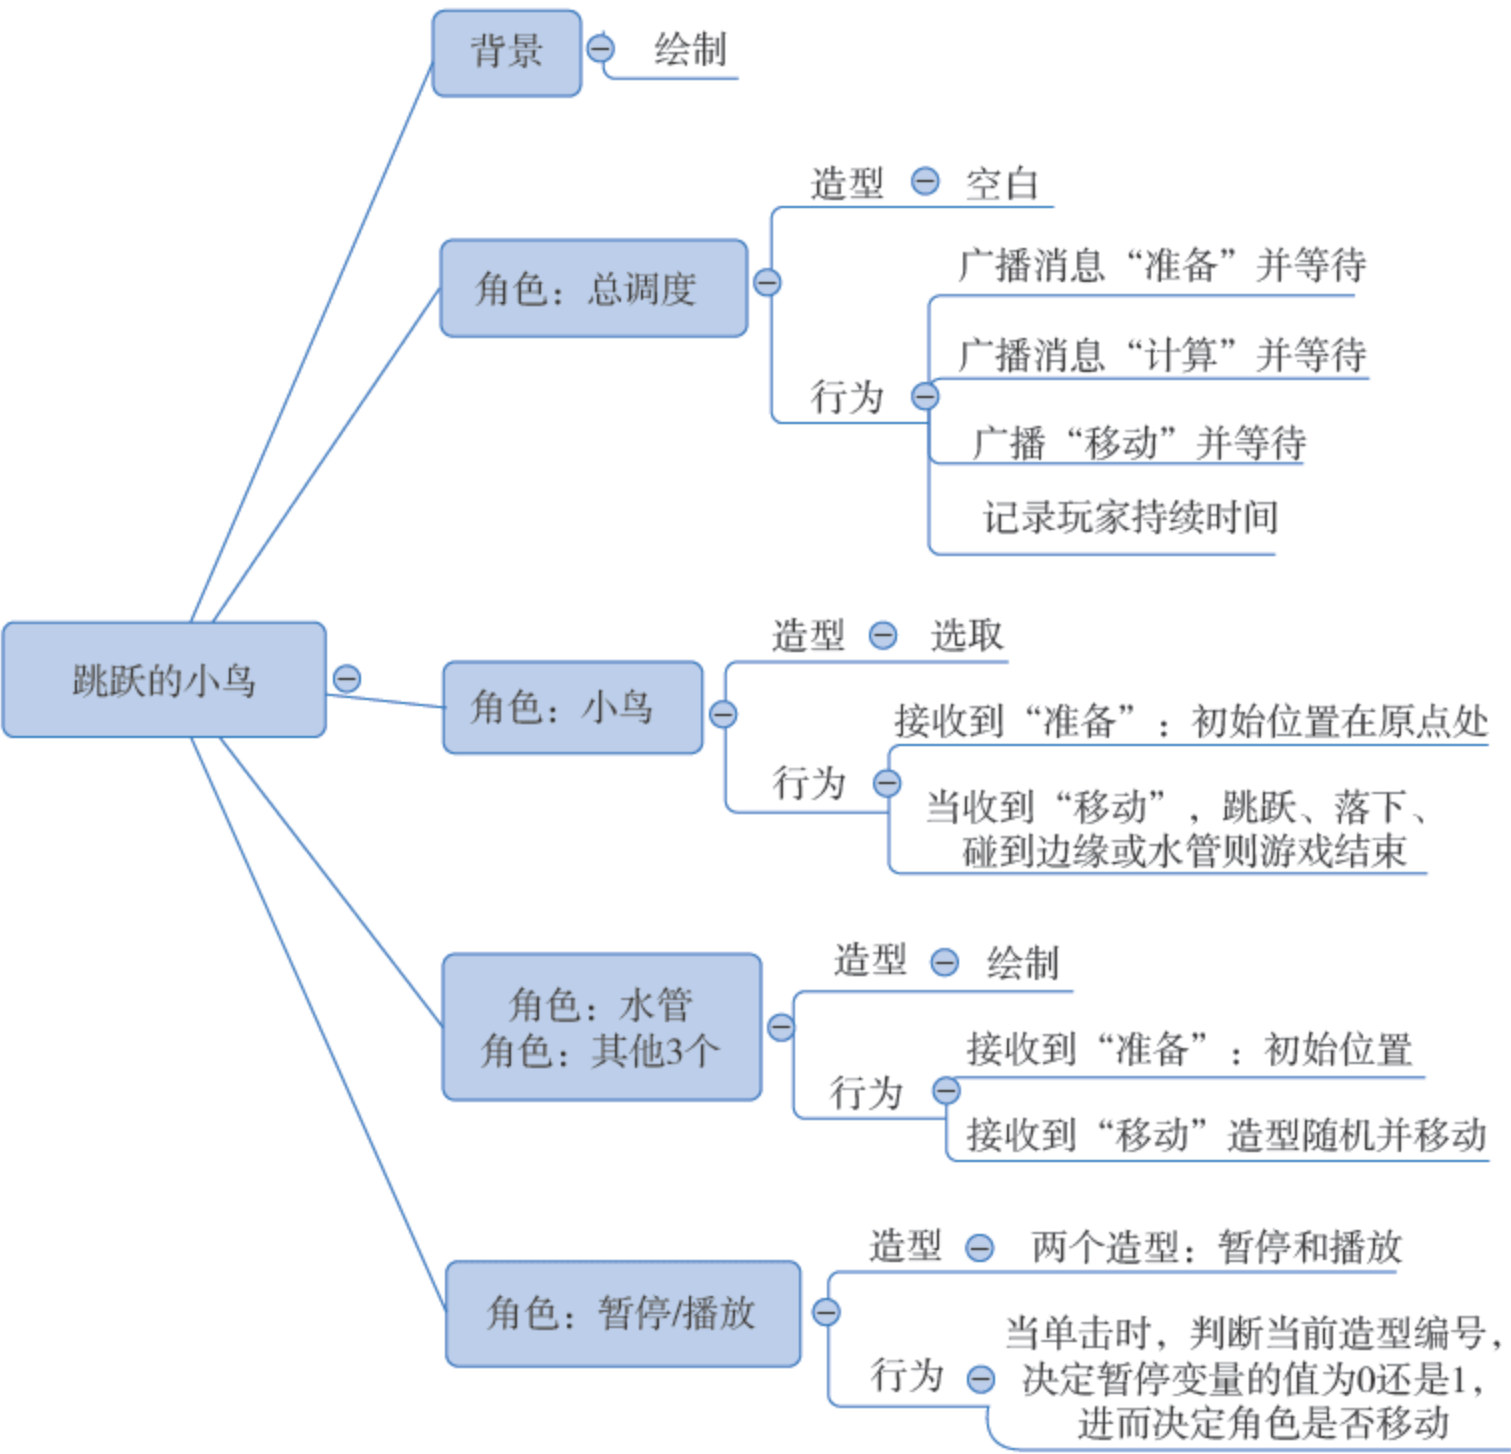 背景
绘制
造型
空白
角色：总调度
行为
广播消息“准备”并等待
广播消息“计算”并等待
广播“移动”并等待
记录玩家持续时间
跳跃的小鸟
角色：小鸟
造型
选取
行为
接收到“准备”：初始位置在原点处
当收到“移动”，跳跃、落下、
碰到边缘或水管则游戏结束
角色：水管
角色：其他3个
造型
绘制
行为
接收到“准备”：初始位置
接收到“移动”造型随机并移动
角色：暂停/播放
造型
两个造型：暂停和播放
行为
当单击时，判断当前造型编号，
决定暂停变量的值为0还是1，
进而决定角色是否移动